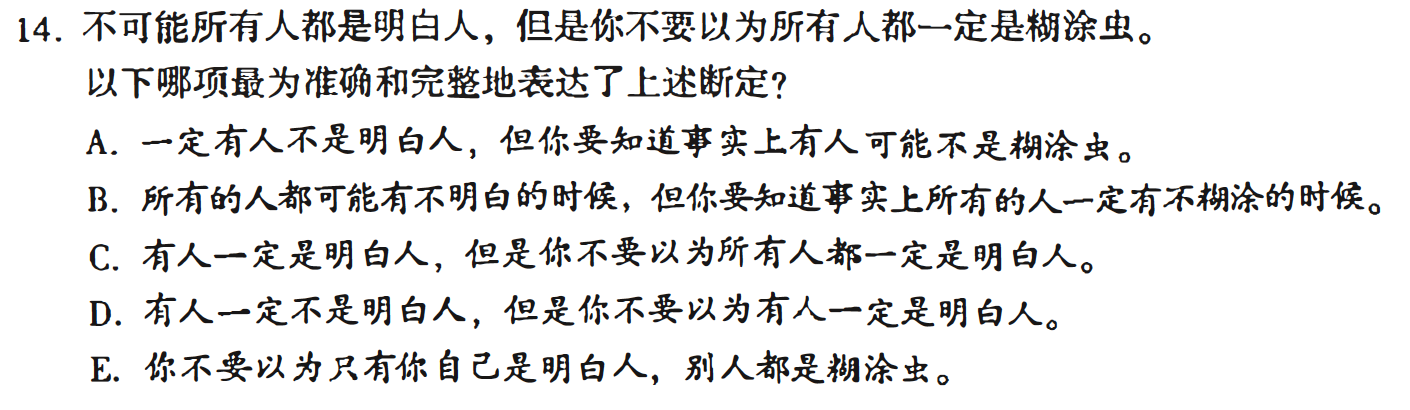 14. 不可能所有人都是明白人，但是你不要以为所有人都一定是糊涂虫。
以下哪项最为准确和完整地表达了上述断定?
A. 一定有人不是明白人，但你要知道事实上有人可能不是糊涂虫。
B. 所有的人都可能有不明白的时候，但你要知道事实上所有的人一定有不糊涂的时候。
C. 有人一定是明白人，但是你不要以为所有人都一定是明白人。
D. 有人一定不是明白人，但是你不要以为有人一定是明白人。
E. 你不要以为只有你自己是明白人，别人都是糊涂虫。